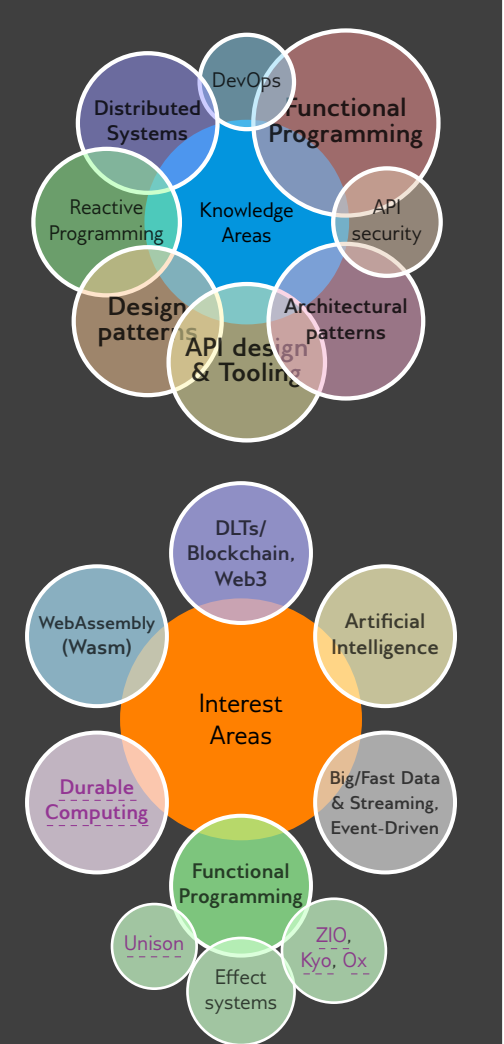 DevOps
Distributed
Systems
Functional
Programming
Reactive
Programming
Knowledge
Areas
API
security
Design
patterns
API design
& Tooling
Architectural
patterns
DLTs/
Blockchain,
Web3
WebAssembly
(Wasm)
Artificial
Intelligence
Interest
Areas
Durable
Computing
Big/Fast Data
& Streaming,
Event-Driven
Functional
Programming
Unison
ZIO,
Kyo, Ox
Effect
systems